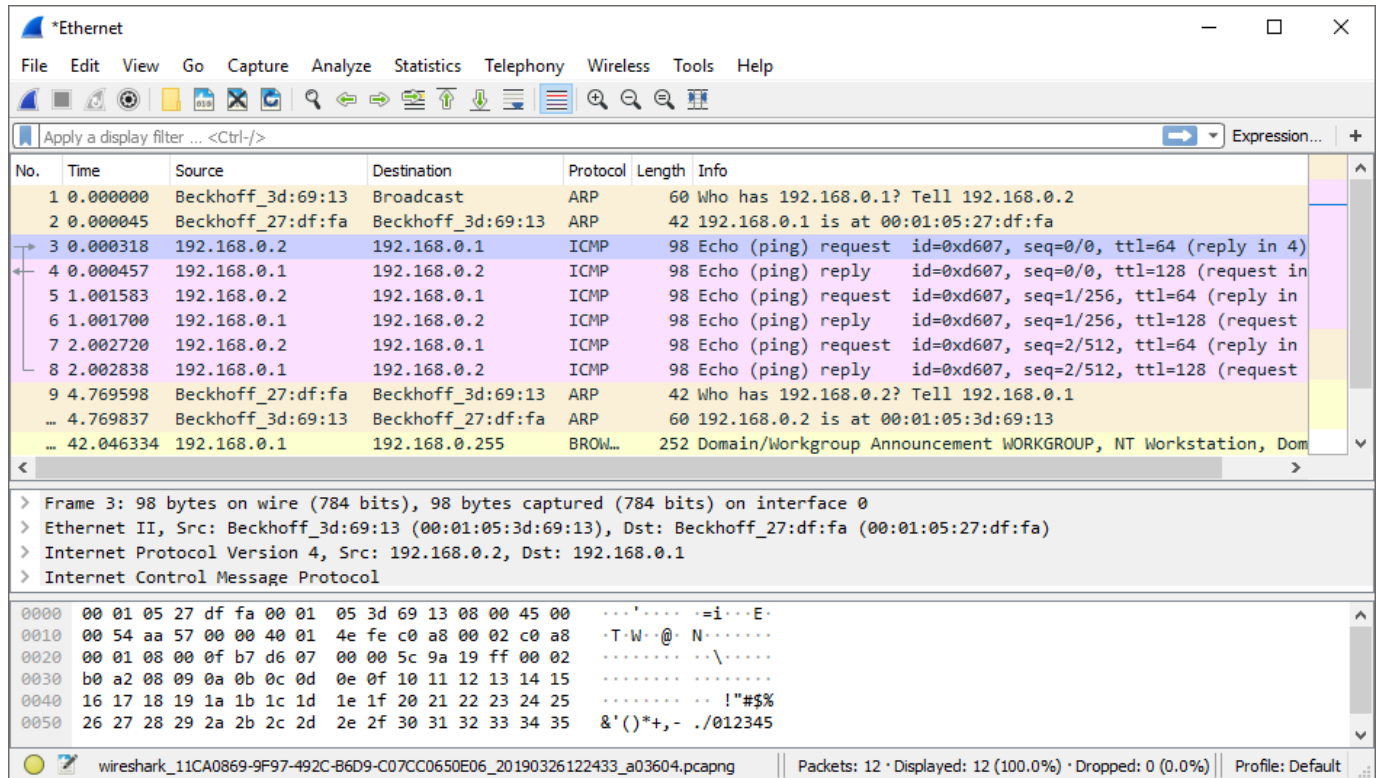 *Ethernet
File Edit View Go Capture Analyze Statistics Telephony Wireless Tools Help
Apply a display filter ... <Ctrl-/> Expression... +
No. Time Source Destination Protocol Length Info
1 0.000000 Beckhoff_3d:69:13 Broadcast ARP 60 Who has 192.168.0.1? Tell 192.168.0.2
2 0.000045 Beckhoff_27:df:fa Beckhoff_3d:69:13 ARP 42 192.168.0.1 is at 00:01:05:27:df:fa
3 0.000318 192.168.0.2 192.168.0.1 ICMP 98 Echo (ping) request id=0xd607, seq=0/0, ttl=64 (reply in 4)
4 0.000457 192.168.0.1 192.168.0.2 ICMP 98 Echo (ping) reply id=0xd607, seq=0/0, ttl=128 (request in
5 1.001583 192.168.0.2 192.168.0.1 ICMP 98 Echo (ping) request id=0xd607, seq=1/256, ttl=64 (reply in
6 1.001700 192.168.0.1 192.168.0.2 ICMP 98 Echo (ping) reply id=0xd607, seq=1/256, ttl=128 (request
7 2.002720 192.168.0.2 192.168.0.1 ICMP 98 Echo (ping) request id=0xd607, seq=2/512, ttl=64 (reply in
8 2.002838 192.168.0.1 192.168.0.2 ICMP 98 Echo (ping) reply id=0xd607, seq=2/512, ttl=128 (request
9 4.769598 Beckhoff_27:df:fa Beckhoff_3d:69:13 ARP 42 Who has 192.168.0.2? Tell 192.168.0.1
… 4.769837 Beckhoff_3d:69:13 Beckhoff_27:df:fa ARP 60 192.168.0.2 is at 00:01:05:3d:69:13
… 42.046334 192.168.0.1 192.168.0.255 BROW… 252 Domain/Workgroup Announcement WORKGROUP, NT Workstation, Dom
> Frame 3: 98 bytes on wire (784 bits), 98 bytes captured (784 bits) on interface 0
> Ethernet II, Src: Beckhoff_3d:69:13 (00:01:05:3d:69:13), Dst: Beckhoff_27:df:fa (00:01:05:27:df:fa)
> Internet Protocol Version 4, Src: 192.168.0.2, Dst: 192.168.0.1
> Internet Control Message Protocol
0000 00 01 05 27 df fa 00 01 05 3d 69 13 08 00 45 00 ···'···· ·=i···E·
0010 00 54 aa 57 00 00 40 01 4e fe c0 a8 00 02 c0 a8 ·T·W··@· N·······
0020 00 01 08 00 0f b7 d6 07 00 00 5c 9a 19 ff 00 02 ········ ··\·····
0030 b0 a2 08 09 0a 0b 0c 0d 0e 0f 10 11 12 13 14 15 ········ ········
0040 16 17 18 19 1a 1b 1c 1d 1e 1f 20 21 22 23 24 25 ········ ·· !"#$%
0050 26 27 28 29 2a 2b 2c 2d 2e 2f 30 31 32 33 34 35 &'()*+,- ./012345
wireshark_11CA0869-9F97-492C-B6D9-C07CC0650E06_20190326122433_a03604.pcapng Packets: 12 · Displayed: 12 (100.0%) · Dropped: 0 (0.0%) Profile: Default